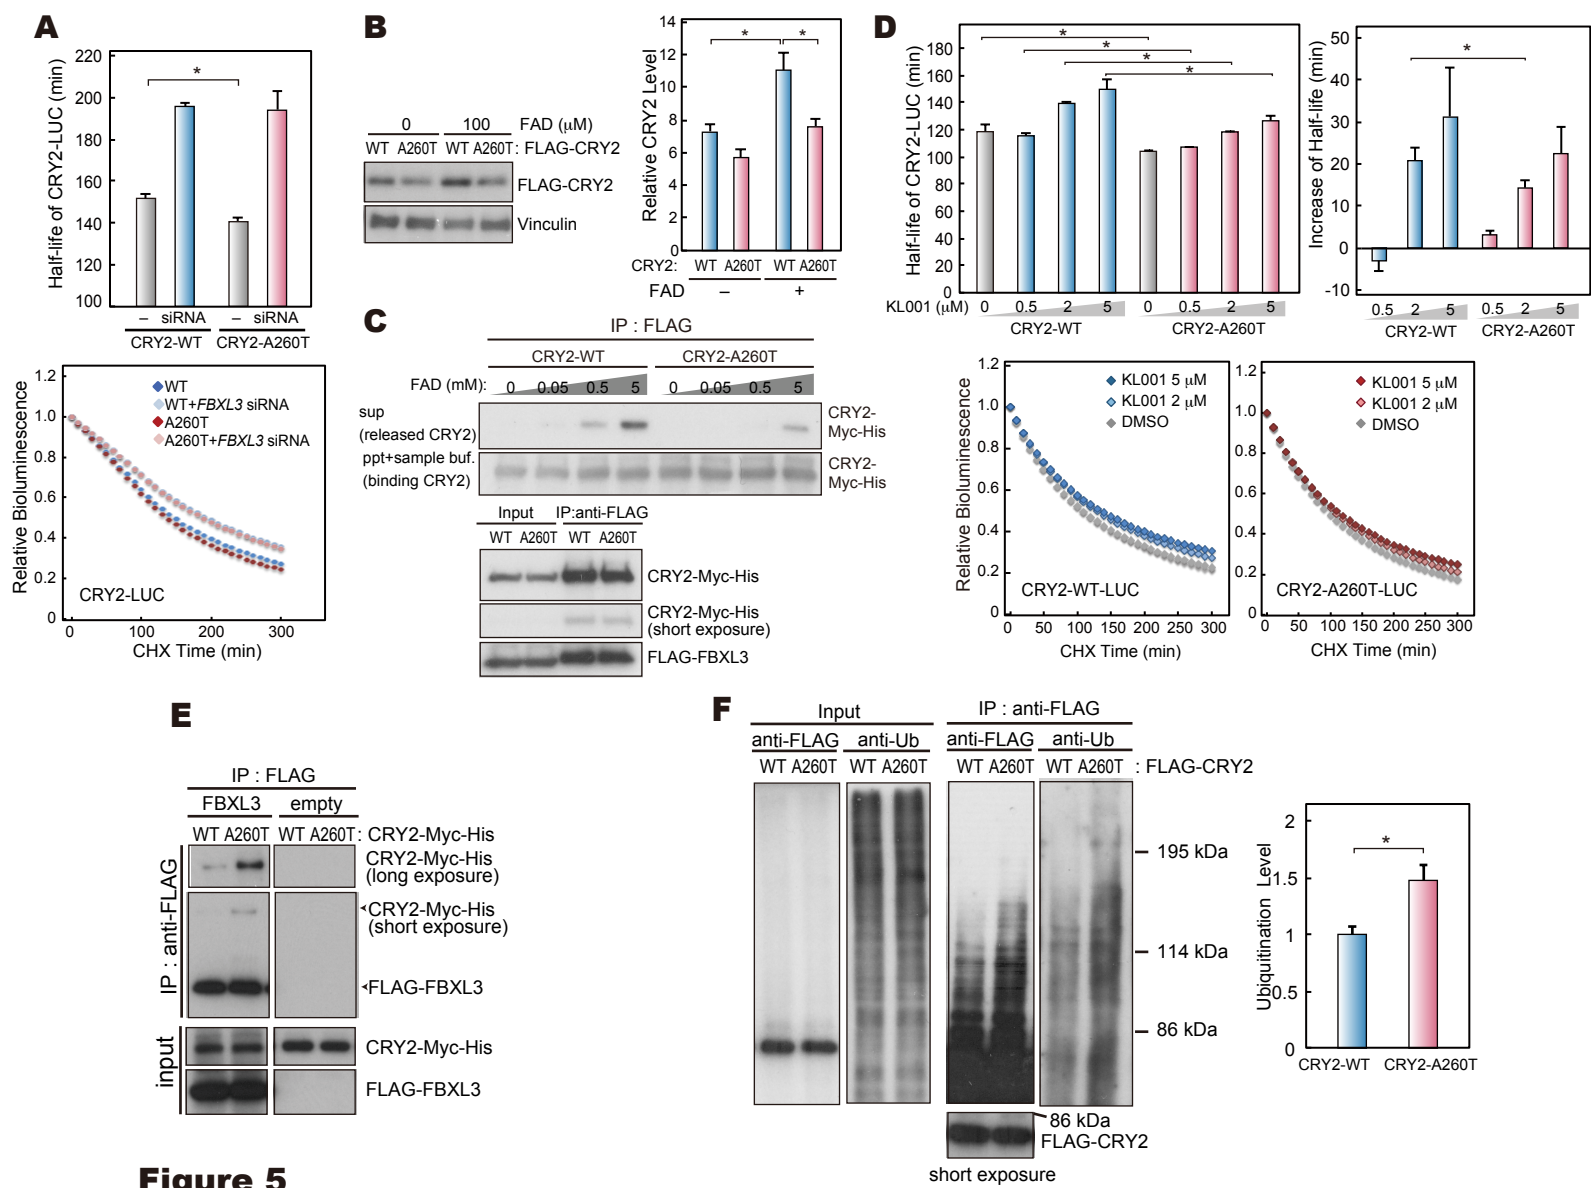 A
Half-life of CRY2-LUC (min)
220
200
180
160
140
120
100
*
– siRNA – siRNA
CRY2-WT CRY2-A260T
Relative Bioluminescence
1.2
1.0
0.8
0.6
0.4
0.2
0
WT
WT+FBXL3 siRNA
A260T
A260T+FBXL3 siRNA
CRY2-LUC
0 100 200 300
CHX Time (min)
B
0 100 FAD (μM)
WT A260T WT A260T : FLAG-CRY2
FLAG-CRY2
Vinculin
Relative CRY2 Level
14
12
10
8
6
4
2
0
* *
CRY2: WT A260T WT A260T
FAD – +
C
IP : FLAG
CRY2-WT CRY2-A260T
FAD (mM): 0 0.05 0.5 5 0 0.05 0.5 5
sup
(released CRY2)
CRY2-
Myc-His
ppt+sample buf.
(binding CRY2)
CRY2-
Myc-His
Input IP:anti-FLAG
WT A260T WT A260T
CRY2-Myc-His
CRY2-Myc-His
(short exposure)
FLAG-FBXL3
D
Half-life of CRY2-LUC (min)
180
160
140
120
100
80
60
40
20
0
*
*
*
*
KL001 (μM) 0 0.5 2 5 0 0.5 2 5
CRY2-WT CRY2-A260T
Increase of Half-life (min)
50
40
30
20
10
0
-10
*
0.5 2 5 0.5 2 5
CRY2-WT CRY2-A260T
Relative Bioluminescence
1.2
1.0
0.8
0.6
0.4
0.2
0
KL001 5 μM
KL001 2 μM
DMSO
CRY2-WT-LUC
0 50 100 150 200 250 300
CHX Time (min)
1.2
1.0
0.8
0.6
0.4
0.2
0
KL001 5 μM
KL001 2 μM
DMSO
CRY2-A260T-LUC
0 50 100 150 200 250 300
CHX Time (min)
E
IP : FLAG
FBXL3 empty
WT A260T WT A260T : CRY2-Myc-His
IP : anti-FLAG
CRY2-Myc-His
(long exposure)
CRY2-Myc-His
(short exposure)
FLAG-FBXL3
input
CRY2-Myc-His
FLAG-FBXL3
F
Input IP : anti-FLAG
anti-FLAG anti-Ub anti-FLAG anti-Ub
WT A260T WT A260T WT A260T WT A260T : FLAG-CRY2
195 kDa
114 kDa
86 kDa
86 kDa
FLAG-CRY2
short exposure
Ubiquitination Level
2
1.5
1
0.5
0
*
CRY2-WT CRY2-A260T
Figure 5